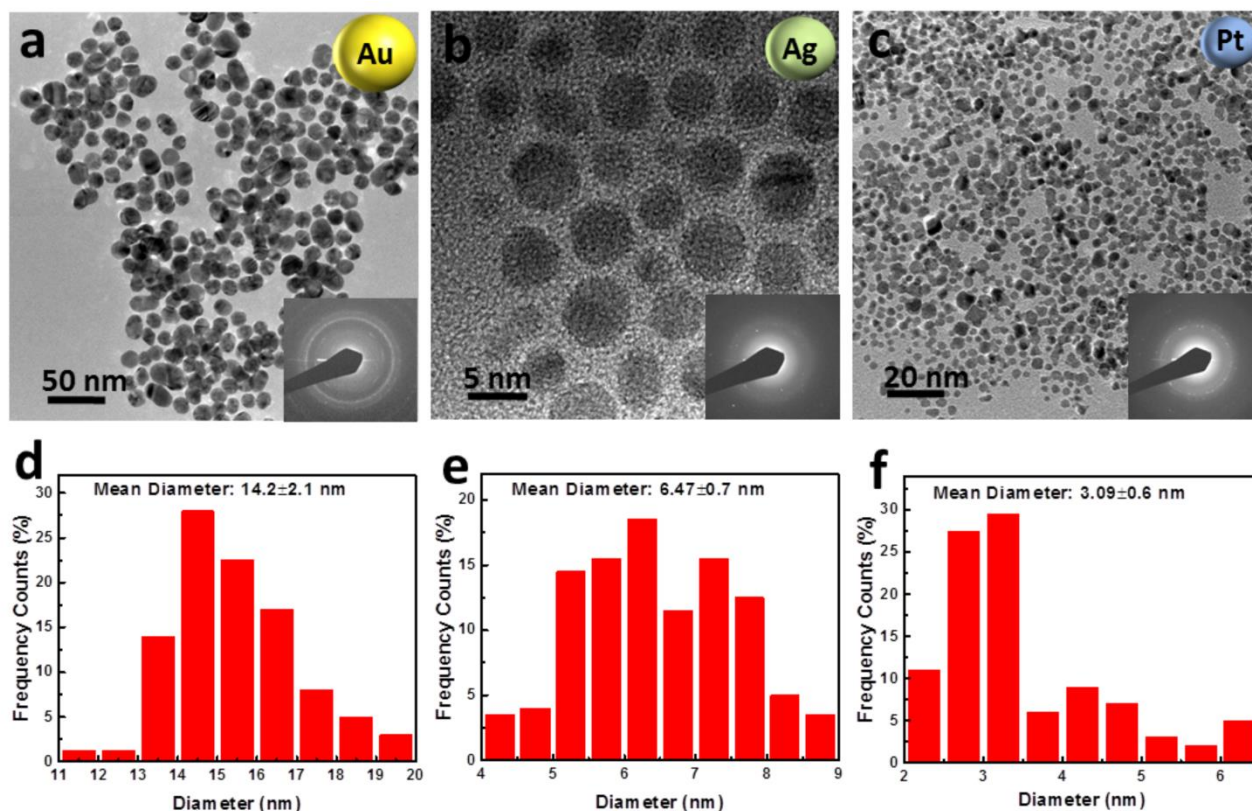 a
Au
50 nm
b
Ag
5 nm
c
Pt
20 nm
d
Mean Diameter: 14.2±2.1 nm
Frequency Counts (%)
30
25
20
15
10
5
0
11 12 13 14 15 16 17 18 19 20
Diameter (nm)
e
Mean Diameter: 6.47±0.7 nm
Frequency Counts (%)
20
15
10
5
0
4 5 6 7 8 9
Diameter (nm)
f
Mean Diameter: 3.09±0.6 nm
Frequency Counts (%)
30
25
20
15
10
5
0
2 3 4 5 6
Diameter (nm)